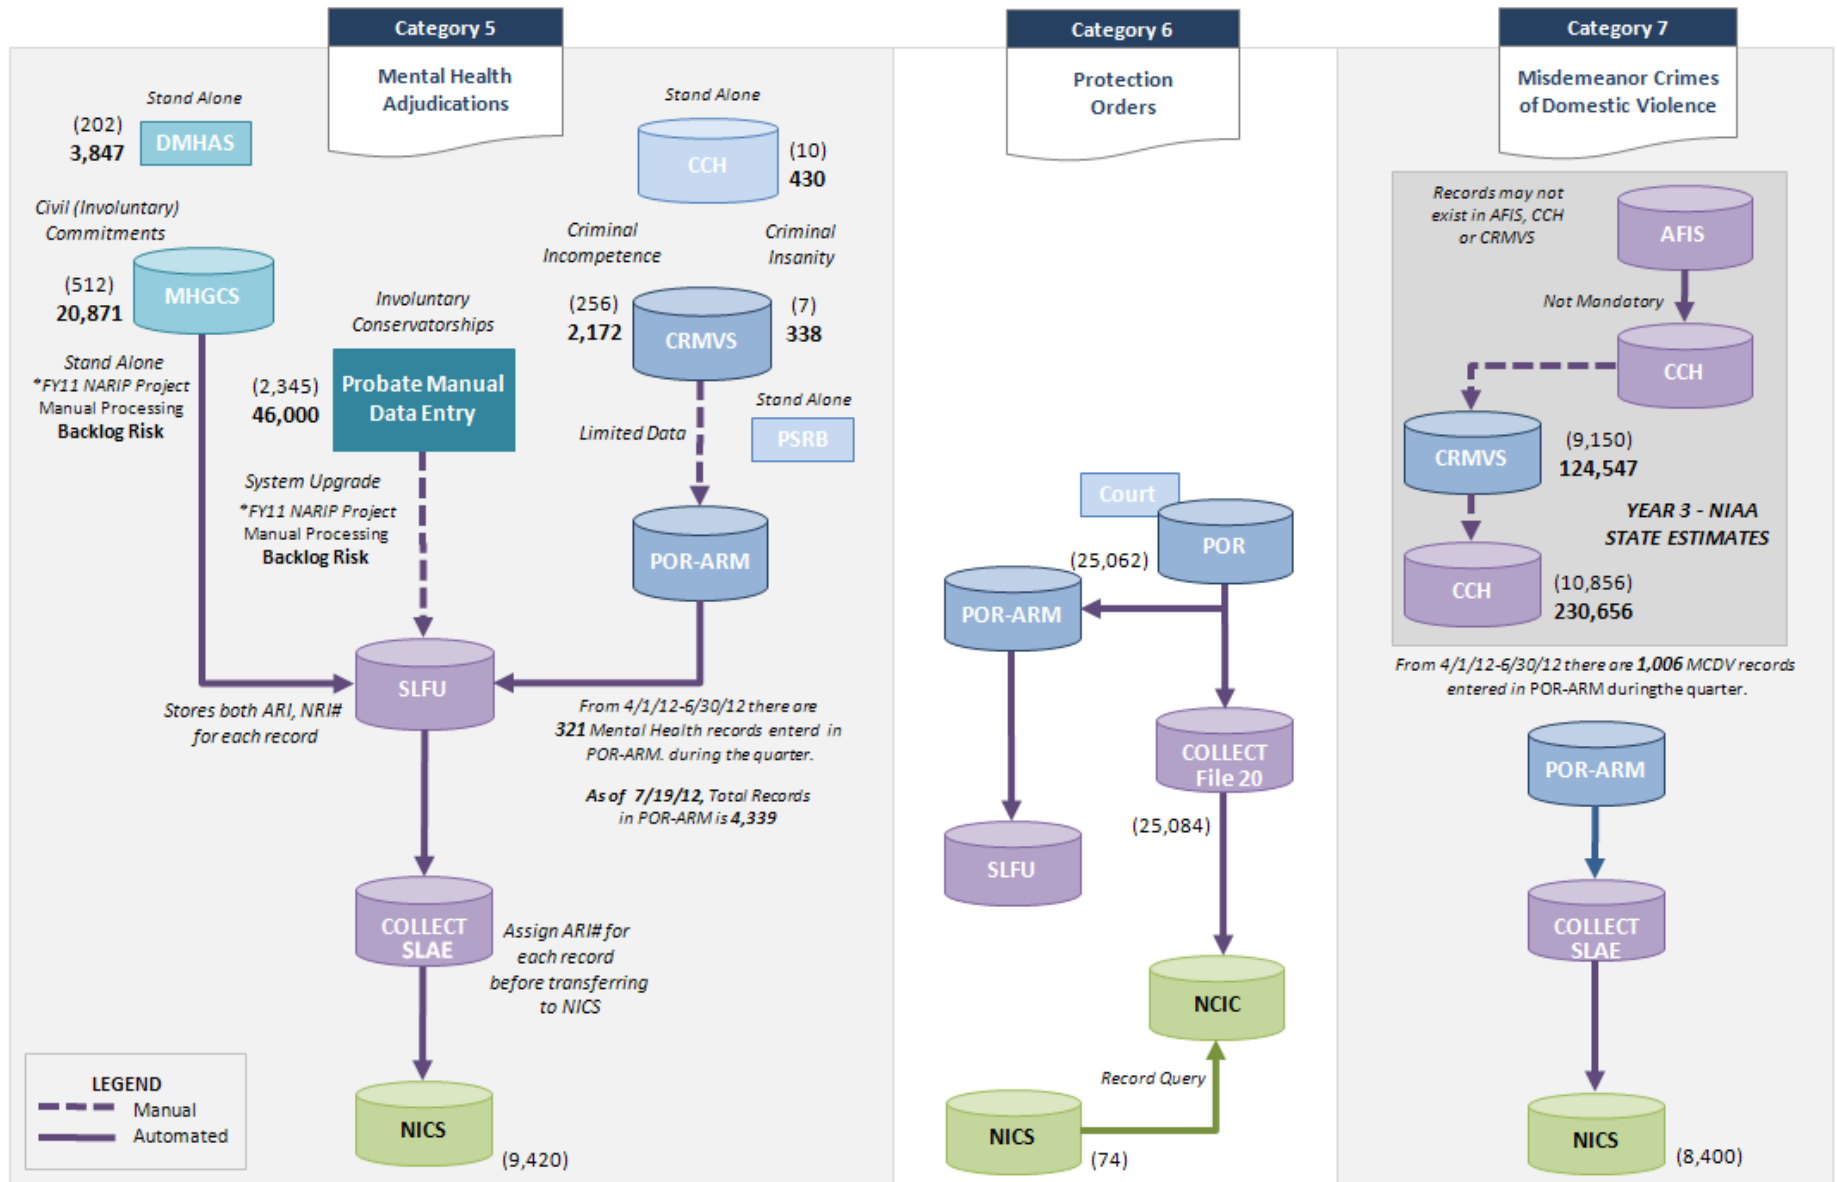 Category 5
Mental Health
Adjudications
Stand Alone
(202)
3,847
DMHAS
Stand Alone
CCH
(10)
430
Civil (Involuntary)
Commitments
(512)
20,871
MHGCS
Criminal
Incompetence
Criminal
Insanity
(256)
2,172
CRMVS
(7)
338
Involuntary
Conservatorships
Stand Alone
*FY11 NARIP Project
Manual Processing
Backlog Risk
(2,345)
46,000
Probate Manual
Data Entry
Stand Alone
PSRB
Limited Data
System Upgrade
*FY11 NARIP Project
Manual Processing
Backlog Risk
POR-ARM
SLFU
Stores both ARI, NRI#
for each record
From 4/1/12-6/30/12 there are
321 Mental Health records enterd in
POR-ARM. during the quarter.
As of 7/19/12, Total Records
in POR-ARM is 4,339
COLLECT
SLAE
Assign ARI# for
each record
before transferring
to NICS
LEGEND
Manual
Automated
NICS
(9,420)
Category 6
Protection
Orders
Court
POR
(25,062)
POR-ARM
COLLECT
File 20
(25,084)
SLFU
NCIC
Record Query
NICS
(74)
Category 7
Misdemeanor Crimes
of Domestic Violence
Records may not
exist in AFIS, CCH
or CRMVS
AFIS
Not Mandatory
CCH
CRMVS
(9,150)
124,547
YEAR 3 - NIAA
STATE ESTIMATES
CCH
(10,856)
230,656
From 4/1/12-6/30/12 there are 1,006 MCDV records
entered in POR-ARM duringthe quarter.
POR-ARM
COLLECT
SLAE
NICS
(8,400)